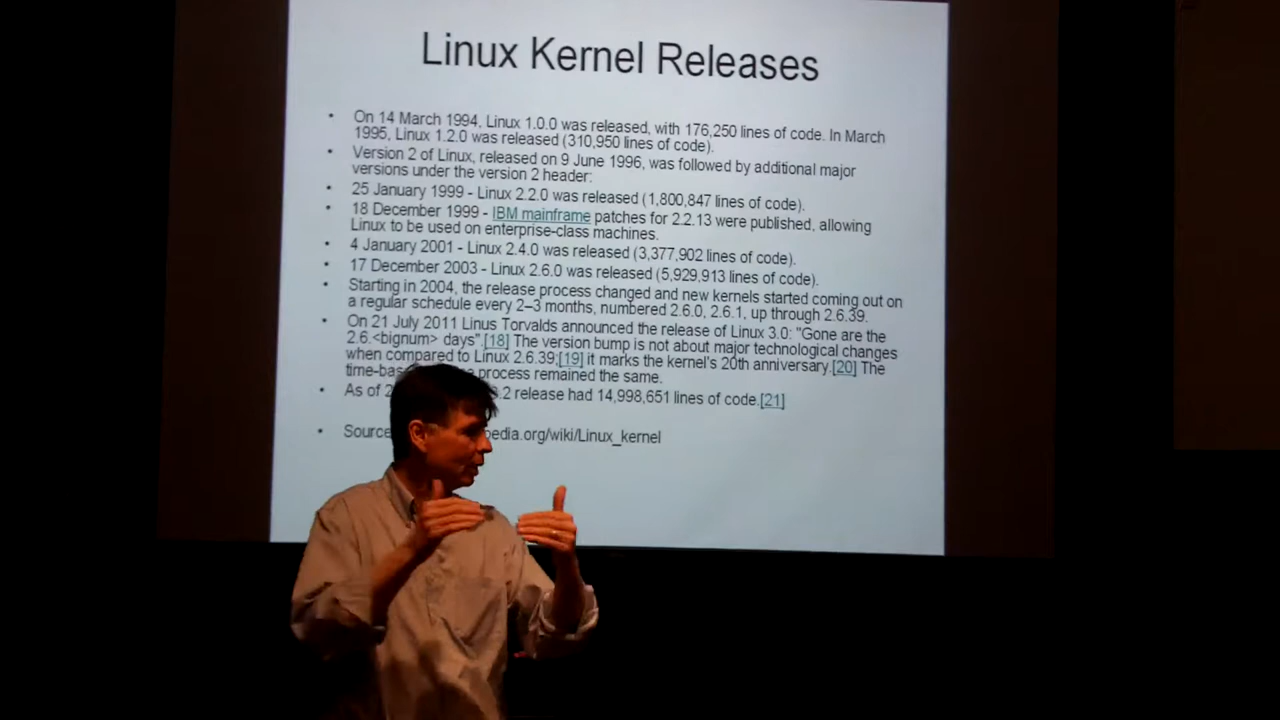 Linux Kernel Releases
• On 14 March 1994, Linux 1.0.0 was released, with 176,250 lines of code. In March
1995, Linux 1.2.0 was released (310,950 lines of code).
• Version 2 of Linux, released on 9 June 1996, was followed by additional major
versions under the version 2 header:
• 25 January 1999 - Linux 2.2.0 was released (1,800,847 lines of code).
• 18 December 1999 - IBM mainframe patches for 2.2.13 were published, allowing
Linux to be used on enterprise-class machines.
• 4 January 2001 - Linux 2.4.0 was released (3,377,902 lines of code).
• 17 December 2003 - Linux 2.6.0 was released (5,929,913 lines of code).
• Starting in 2004, the release process changed and new kernels started coming out on
a regular schedule every 2–3 months, numbered 2.6.0, 2.6.1, up through 2.6.39.
• On 21 July 2011 Linus Torvalds announced the release of Linux 3.0: "Gone are the
2.6.<bignum> days".[18] The version bump is not about major technological changes
when compared to Linux 2.6.39;[19] it marks the kernel's 20th anniversary.[20] The
process remained the same.
• As of .2 release had 14,998,651 lines of code.[21]
• Source pedia.org/wiki/Linux_kernel